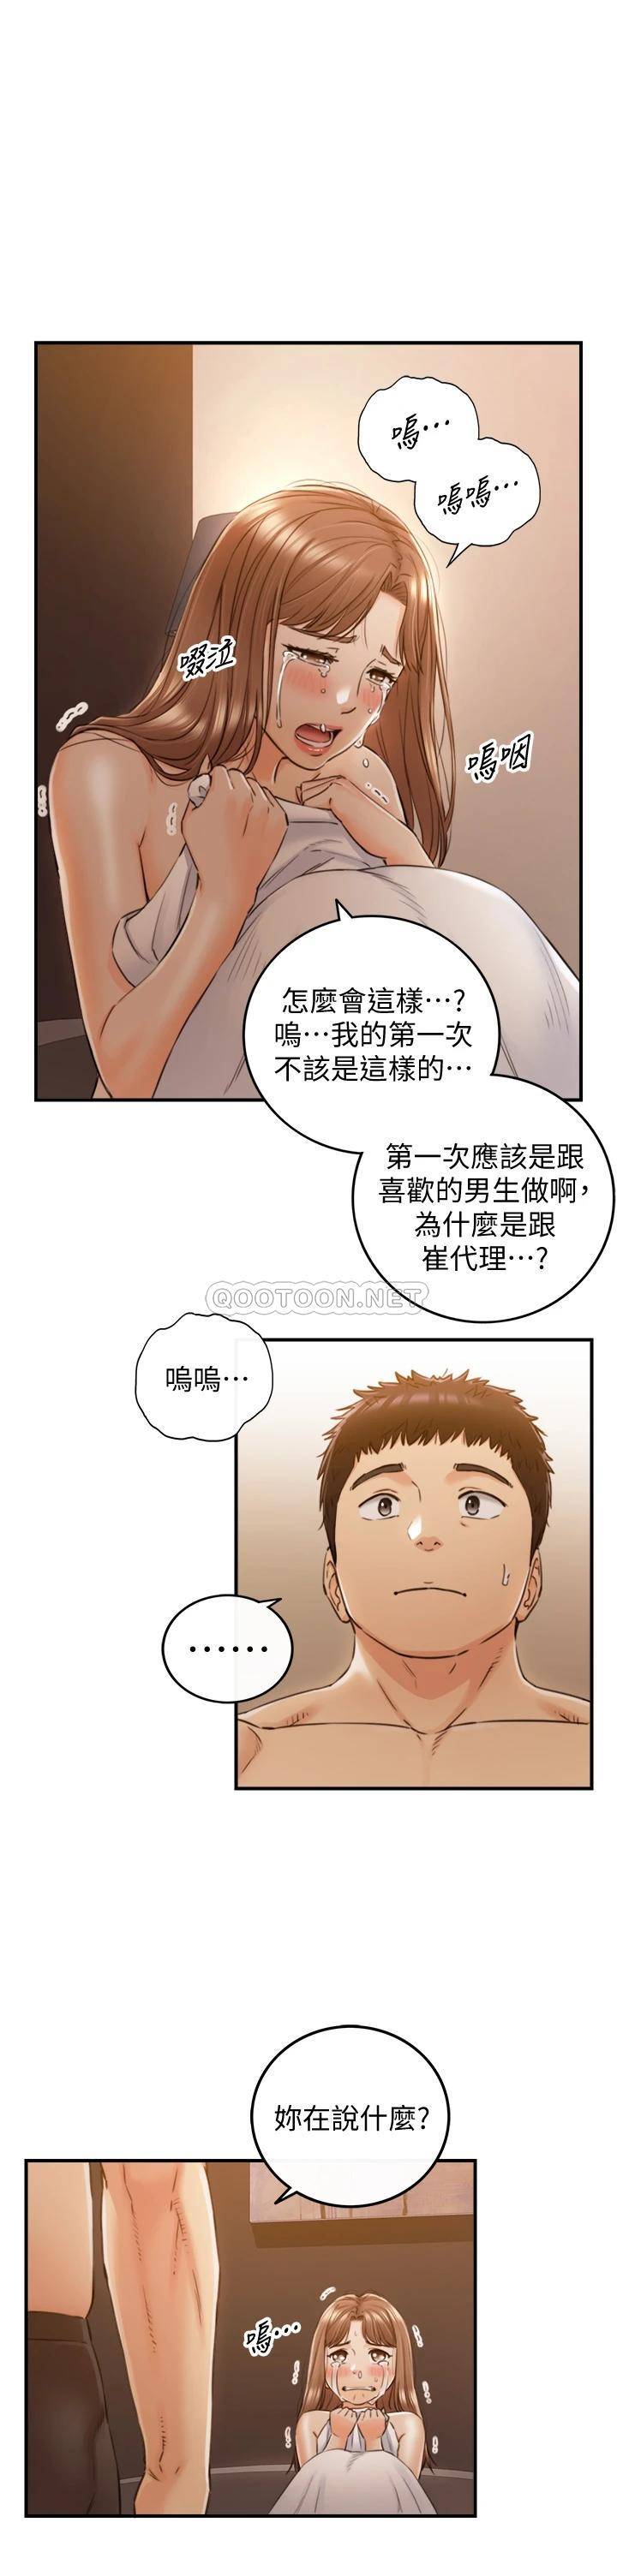 嗚⋯
嗚嗚⋯
啜泣
嗚咽
怎麼會這樣⋯?
嗚⋯我的第一次
不該是這樣的⋯
第一次應該是跟
喜歡的男生做啊,
為什麼是跟
崔代理⋯?
QOOTOON.NET
嗚嗚⋯
⋯⋯
妳在說什麼?
嗚⋯